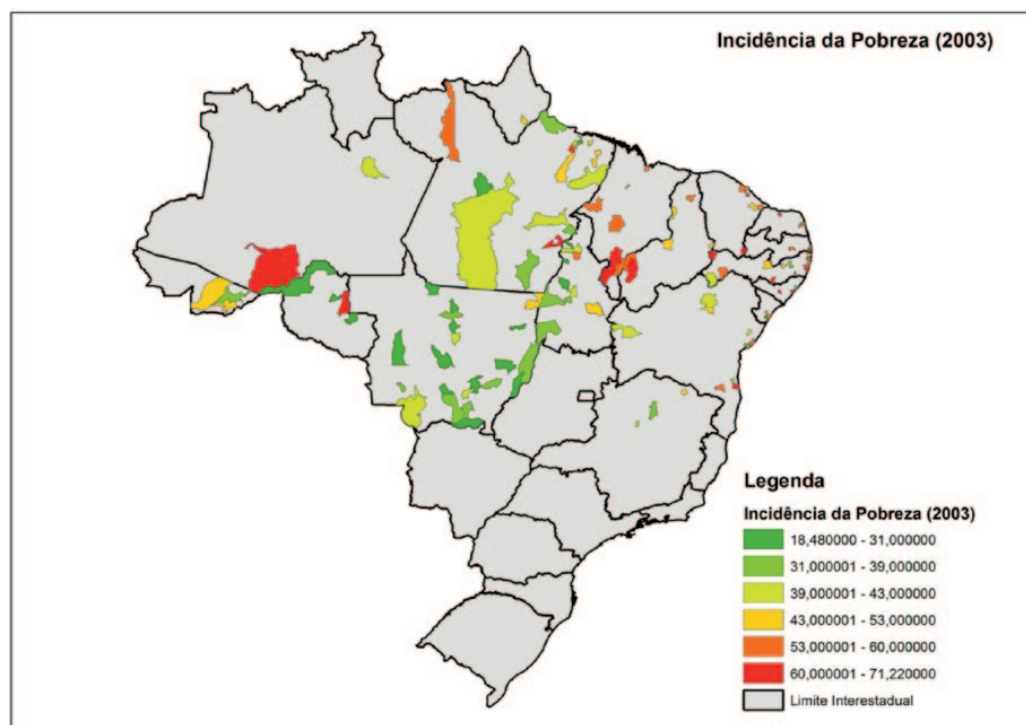 Incidência da Pobreza (2003)
Legenda
Incidência da Pobreza (2003)
18,480000 - 31,000000
31,000001 - 39,000000
39,000001 - 43,000000
43,000001 - 53,000000
53,000001 - 60,000000
60,000001 - 71,220000
Limite Interestadual